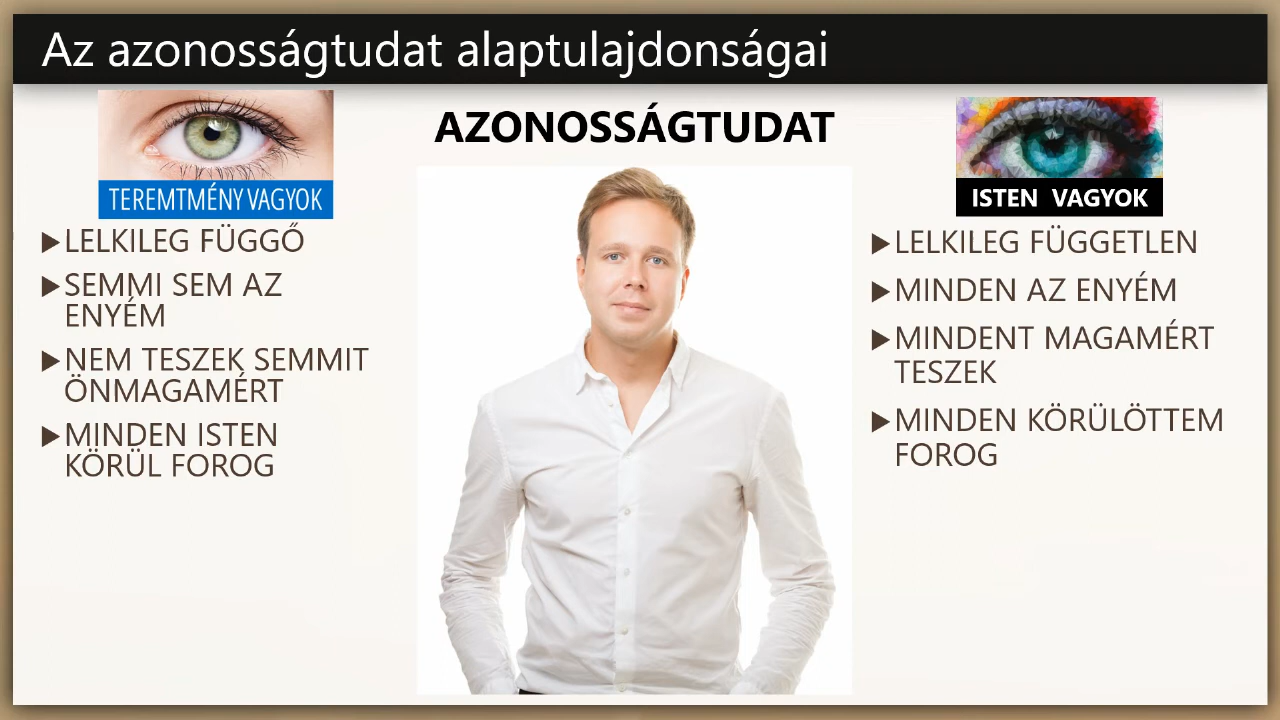 Az azonosságtudat alaptulajdonságai
TEREMTMÉNY VAGYOK
LELKILEG FÜGGŐ
SEMMI SEM AZ
ENYÉM
NEM TESZEK SEMMIT
ÖNMAGAMÉRT
MINDEN ISTEN
KÖRÜL FOROG
AZONOSSÁGTUDAT
ISTEN VAGYOK
LELKILEG FÜGGETLEN
MINDEN AZ ENYÉM
MINDENT MAGAMÉRT
TESZEK
MINDEN KÖRÜLÖTTEM
FOROG